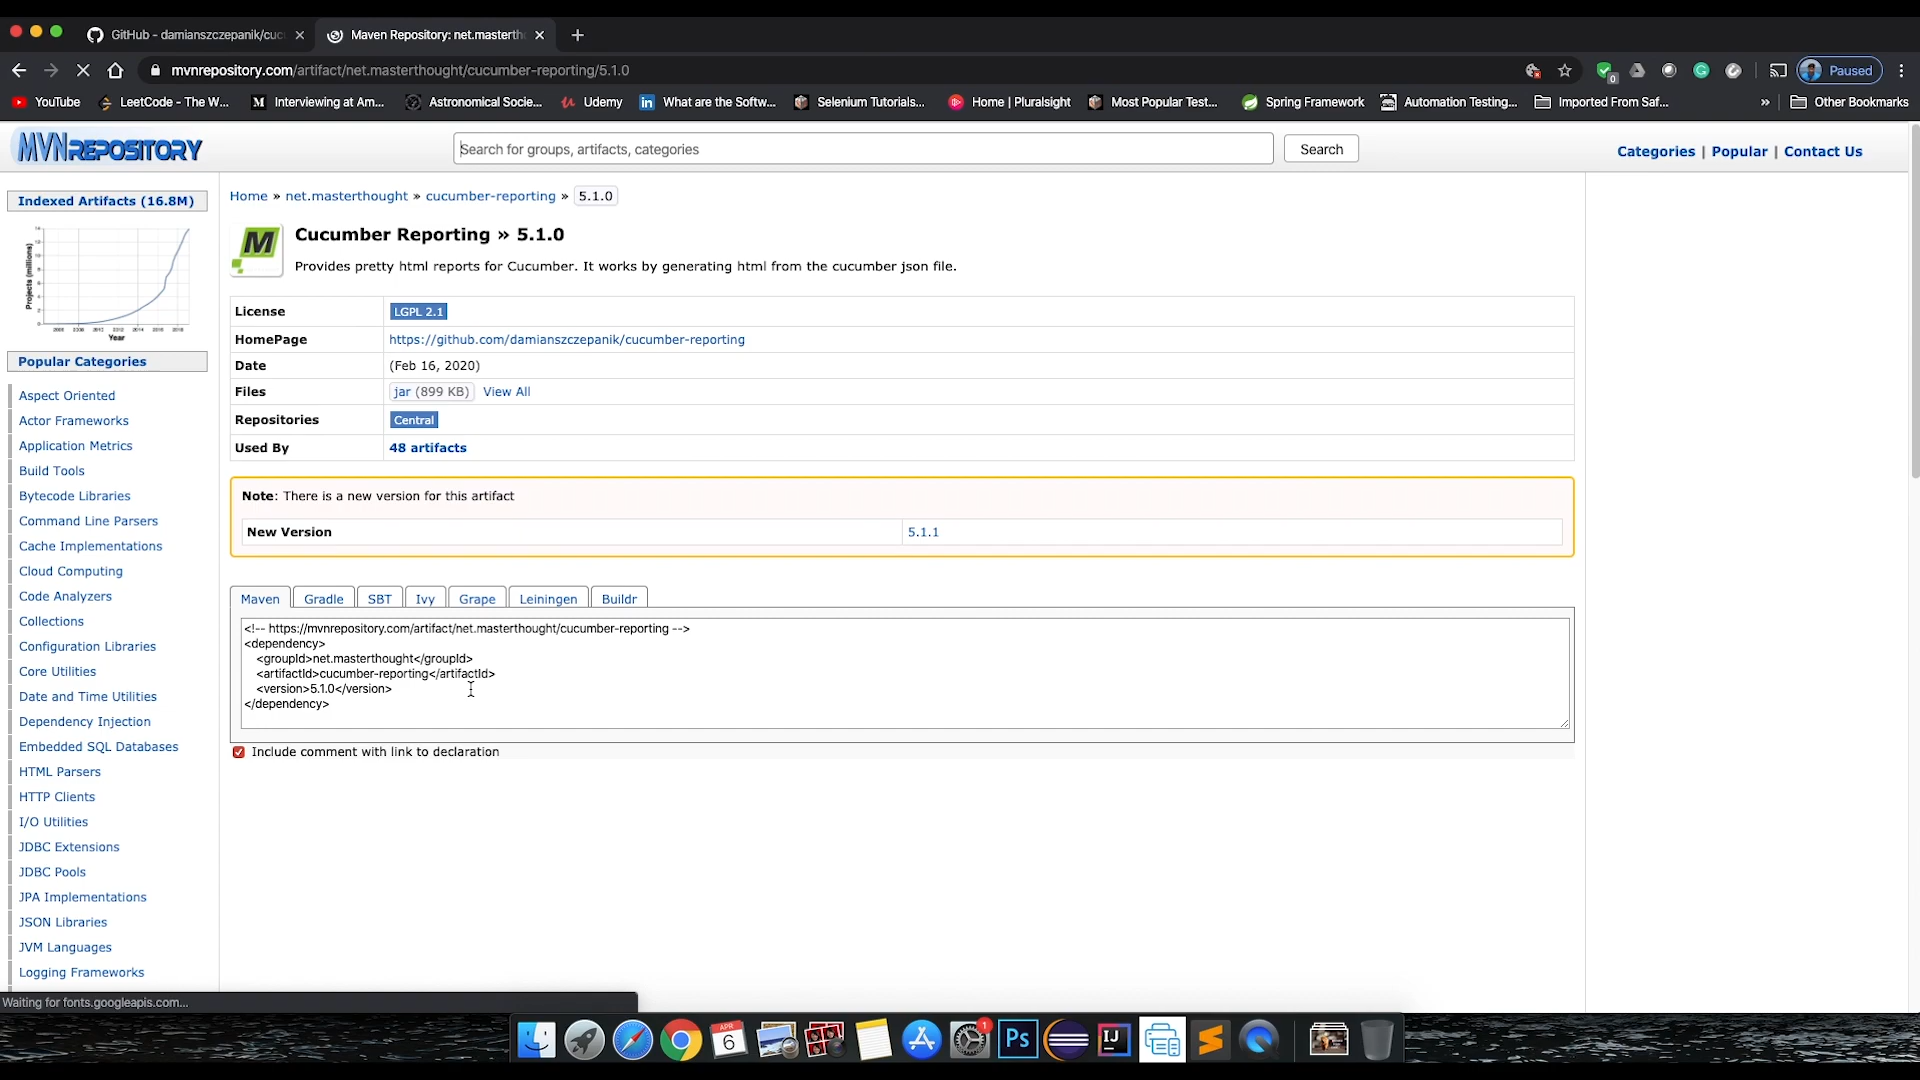 GitHub - damianszczepanik/cuc
Maven Repository: net.masterth
mvnrepository.com/artifact/net.masterthought/cucumber-reporting/5.1.0
0
Paused
YouTube
LeetCode - The W...
Interviewing at Am...
Astronomical Socie...
Udemy
What are the Softw...
Selenium Tutorials...
Home | Pluralsight
Most Popular Test...
Spring Framework
Automation Testing...
Imported From Saf...
»
Other Bookmarks
MVNREPOSITORY
Search for groups, artifacts, categories
Search
Categories | Popular | Contact Us
Indexed Artifacts (16.8M)
Projects (millions)
Year
Popular Categories
Aspect Oriented
Actor Frameworks
Application Metrics
Build Tools
Bytecode Libraries
Command Line Parsers
Cache Implementations
Cloud Computing
Code Analyzers
Collections
Configuration Libraries
Core Utilities
Date and Time Utilities
Dependency Injection
Embedded SQL Databases
HTML Parsers
HTTP Clients
I/O Utilities
JDBC Extensions
JDBC Pools
JPA Implementations
JSON Libraries
JVM Languages
Logging Frameworks
Home » net.masterthought » cucumber-reporting » 5.1.0
M
Cucumber Reporting » 5.1.0
Provides pretty html reports for Cucumber. It works by generating html from the cucumber json file.
License LGPL 2.1
HomePage https://github.com/damianszczepanik/cucumber-reporting
Date (Feb 16, 2020)
Files jar (899 KB) View All
Repositories Central
Used By 48 artifacts
Note: There is a new version for this artifact
New Version 5.1.1
Maven Gradle SBT Ivy Grape Leiningen Buildr
<!-- https://mvnrepository.com/artifact/net.masterthought/cucumber-reporting -->
<dependency>
<groupId>net.masterthought</groupId>
<artifactId>cucumber-reporting</artifactId>
<version>5.1.0</version>
</dependency>
Include comment with link to declaration
Waiting for fonts.googleapis.com...
APR
6
1
Ps
IJ